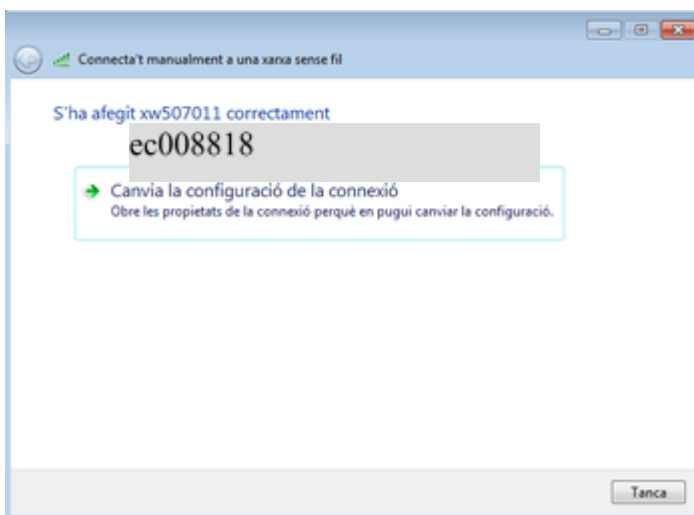 Connecta't manualment a una xarxa sense fil
S'ha afegit xw507011 correctament
ec008818
Canvia la configuració de la connexió
Obre les propietats de la connexió perquè en pugui canviar la configuració.
Tanca